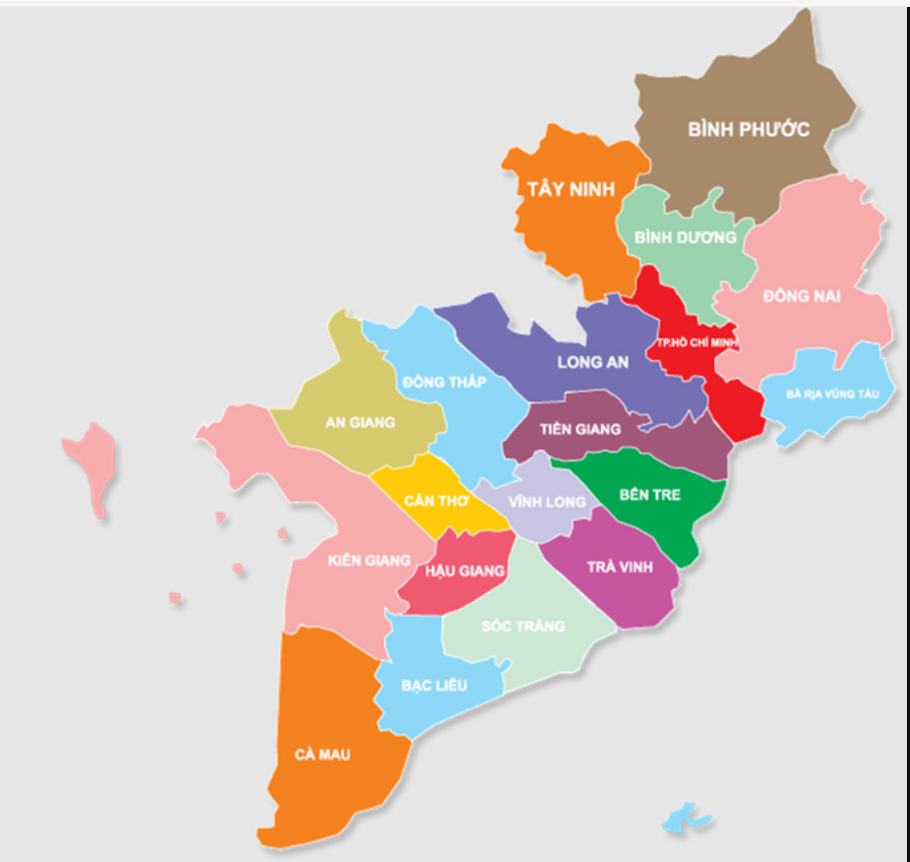 BÌNH PHƯỚC
TÂY NINH
BÌNH DƯƠNG
ĐỒNG NAI
TP.HỒ CHÍ MINH
LONG AN
ĐỒNG THÁP
BÀ RỊA VŨNG TÀU
AN GIANG
TIỀN GIANG
CẦN THƠ
VĨNH LONG
BẾN TRE
KIÊN GIANG
HẬU GIANG
TRÀ VINH
SÓC TRĂNG
BẠC LIÊU
CÀ MAU